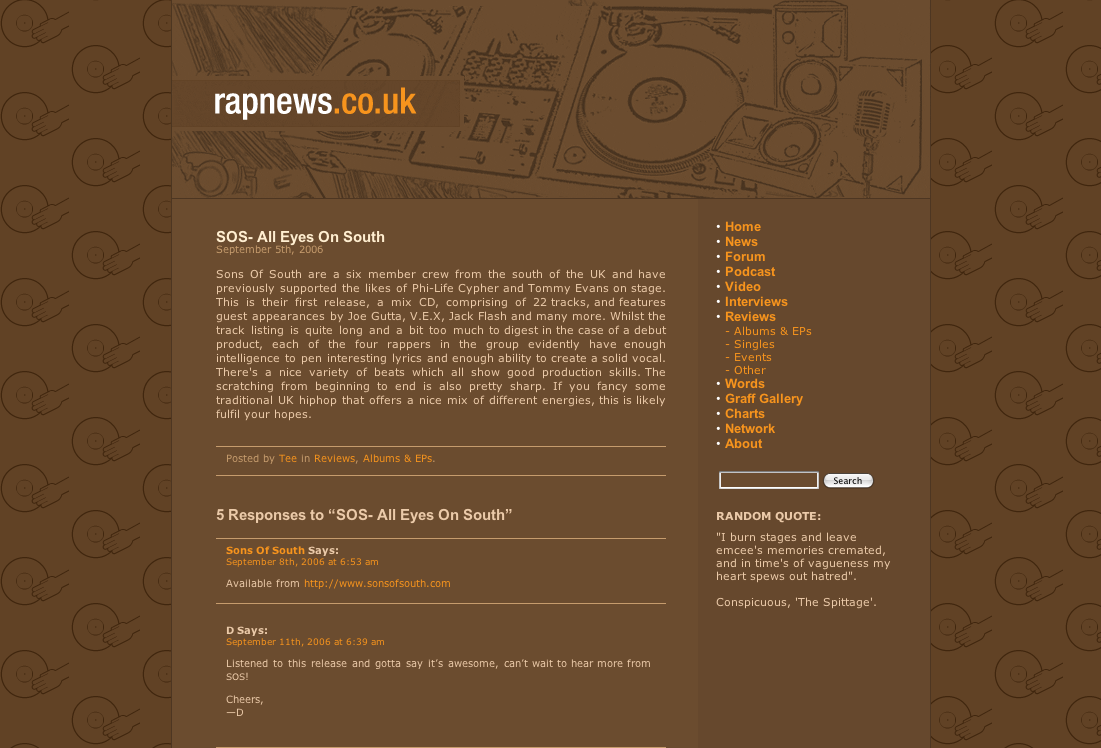 rapnews.co.uk
SOS- All Eyes On South
September 5th, 2006
Sons Of South are a six member crew from the south of the UK and have
previously supported the likes of Phi-Life Cypher and Tommy Evans on stage.
This is their first release, a mix CD, comprising of 22 tracks, and features
guest appearances by Joe Gutta, V.E.X, Jack Flash and many more. Whilst the
track listing is quite long and a bit too much to digest in the case of a debut
product, each of the four rappers in the group evidently have enough
intelligence to pen interesting lyrics and enough ability to create a solid vocal.
There's a nice variety of beats which all show good production skills. The
scratching from beginning to end is also pretty sharp. If you fancy some
traditional UK hiphop that offers a nice mix of different energies, this is likely
fulfil your hopes.
Posted by Tee in Reviews, Albums & EPs.
5 Responses to “SOS- All Eyes On South”
Sons Of South Says:
September 8th, 2006 at 6:53 am
Available from http://www.sonsofsouth.com
D Says:
September 11th, 2006 at 6:39 am
Listened to this release and gotta say it’s awesome, can’t wait to hear more from
SOS!
Cheers,
—D
• Home
• News
• Forum
• Podcast
• Video
• Interviews
• Reviews
- Albums & EPs
- Singles
- Events
- Other
• Words
• Graff Gallery
• Charts
• Network
• About
Search
RANDOM QUOTE:
"I burn stages and leave
emcee's memories cremated,
and in time's of vagueness my
heart spews out hatred".
Conspicuous, 'The Spittage'.